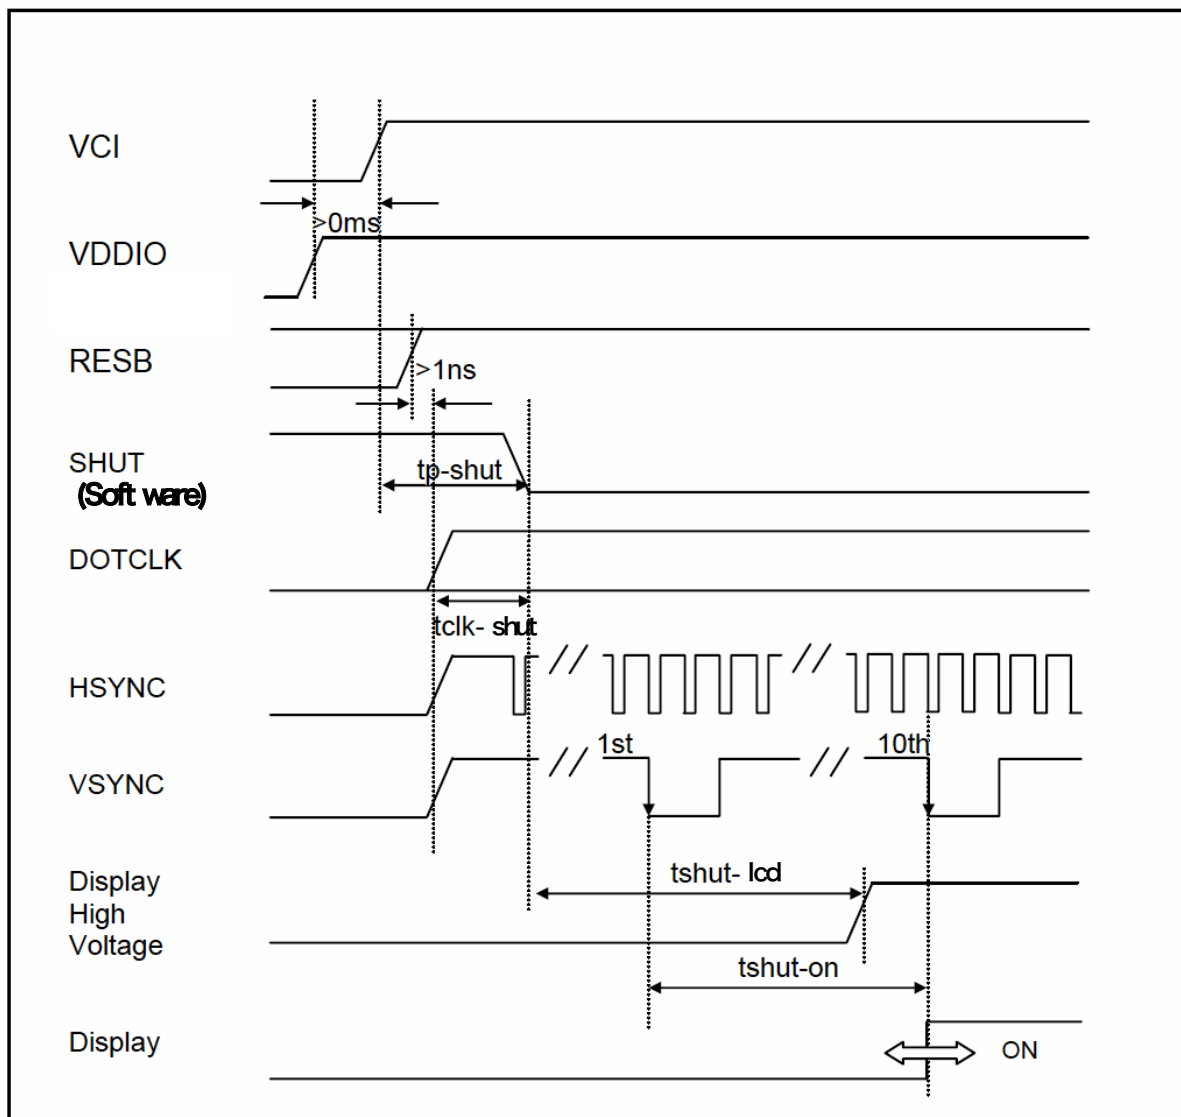 VCI
>0ms
VDDIO
RESB
>1ns
SHUT
(Soft ware)
tp-shut
DOTCLK
tclk- shut
HSYNC
1st
10th
VSYNC
Display
High
Voltage
tshut- lcd
tshut-on
Display
ON